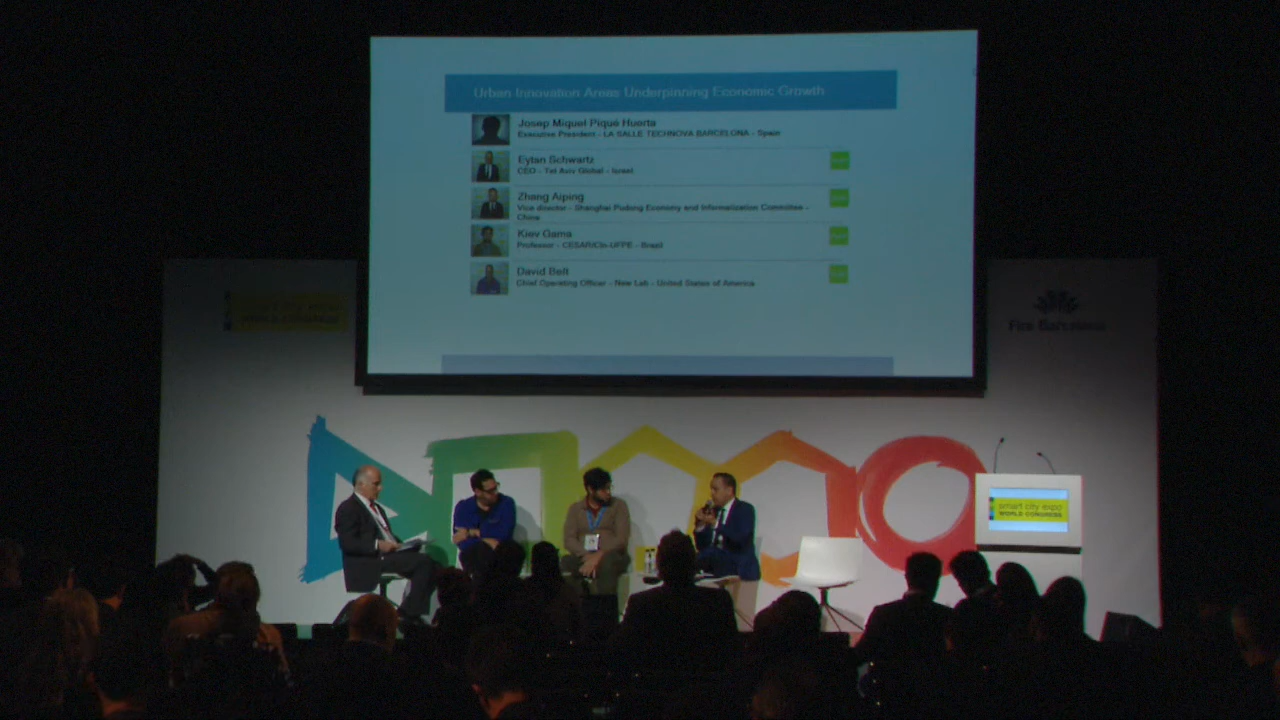 Urban Innovation Areas Underpinning Economic Growth
Josep Miquel Piqué Huerta
Executive President - LA SALLE TECHNOVA BARCELONA - Spain
Eytan Schwartz
CEO - Tel Aviv Global - Israel
Zhang Aiping
Vice director - Shanghai Pudong Economy and Informatization Committee -
China
Kiev Gama
Professor - CESAR/CIn-UFPE - Brazil
David Belt
Chief Operating Officer - New Lab - United States of America
Fira Barcelona
smart city expo
WORLD CONGRESS